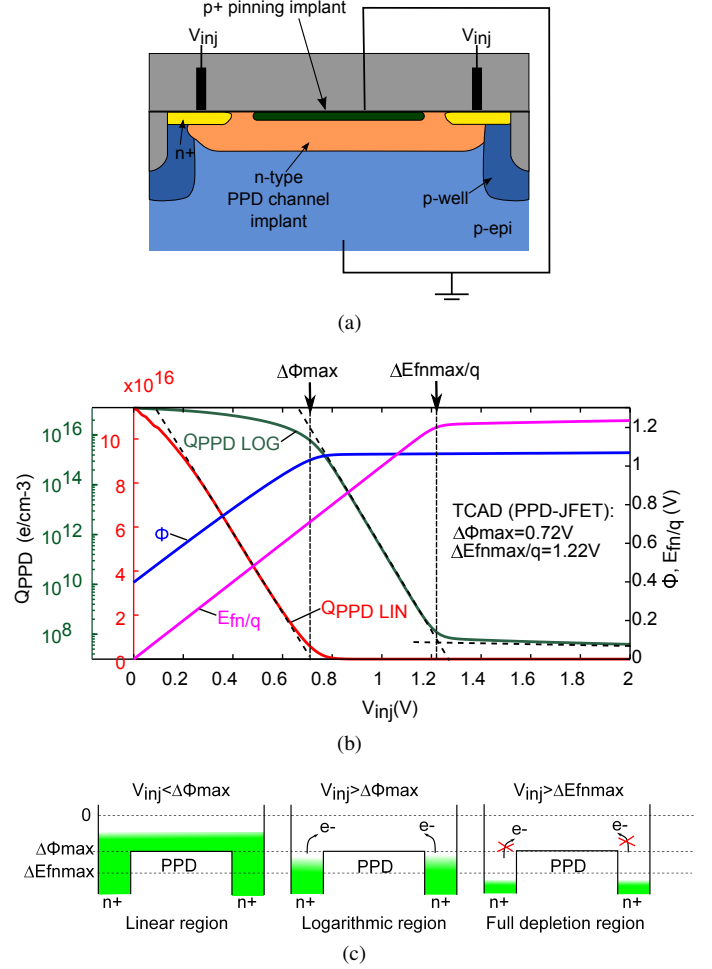 p+ pinning implant
Vinj
Vinj
n+
n-type
PPD channel
implant
p-well
p-epi
(a)
x10^16
ΔΦmax
ΔEfnmax/q
QPPD (e/cm-3)
10^16
10^14
10^12
10^10
10^8
10
8
6
4
2
0
QPPD LOG
Φ
Efn/q
QPPD LIN
TCAD (PPD-JFET):
ΔΦmax=0.72V
ΔEfnmax/q=1.22V
1.2
1
0.8
0.6
0.4
0.2
0
Φ, Efn/q (V)
0 0.2 0.4 0.6 0.8 1 1.2 1.4 1.6 1.8 2
Vinj(V)
(b)
Vinj<ΔΦmax Vinj>ΔΦmax Vinj>ΔEfnmax
0
ΔΦmax
ΔEfnmax
e- e- e- e-
PPD PPD PPD
n+ n+ n+ n+ n+ n+
Linear region Logarithmic region Full depletion region
(c)